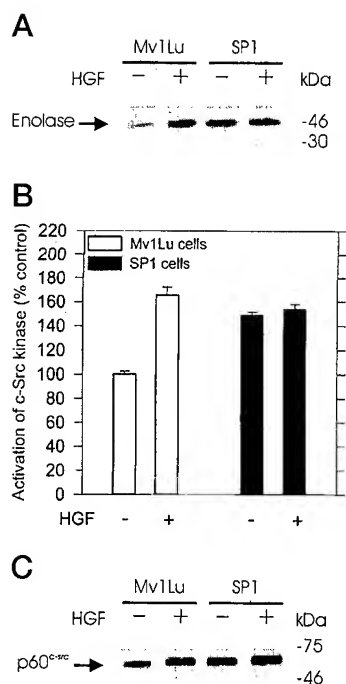 A
Mv1Lu SP1
HGF − + − + kDa
Enolase -46
-30
B
220
200
180
160
140
120
100
80
60
40
20
0
Activation of c-Src kinase (% control)
Mv1Lu cells
SP1 cells
HGF - + - +
C
Mv1Lu SP1
HGF − + − + kDa
-75
p60c-src
-46